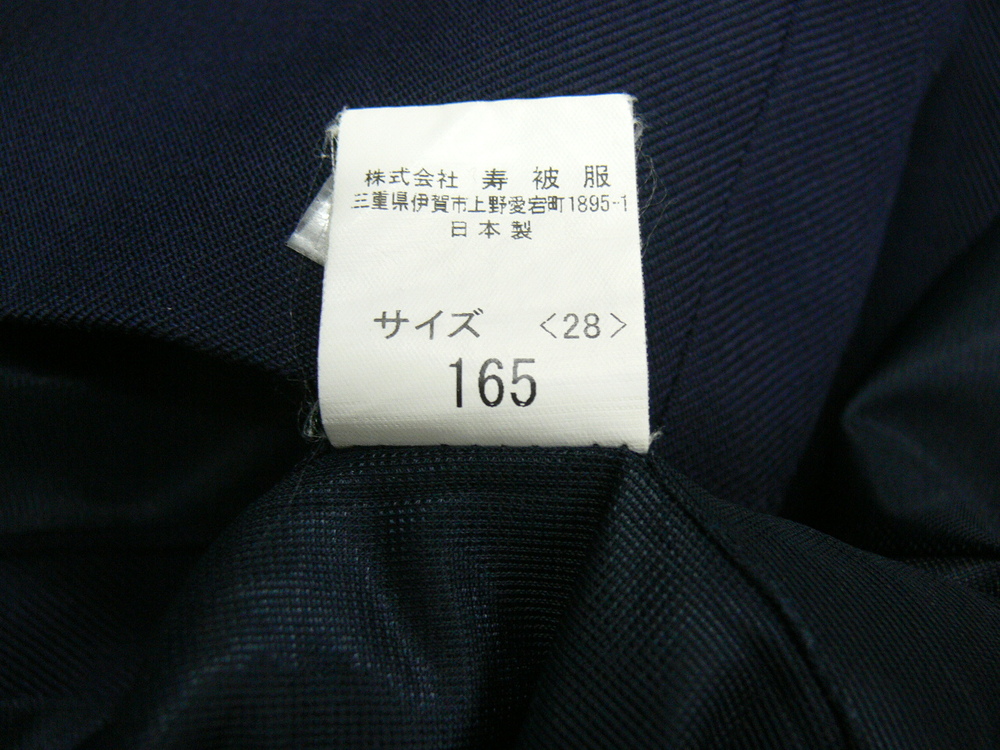 株式会社 寿 被 服
三重県伊賀市上野愛宕町1895-1
日本製
サイズ 〈28〉
165